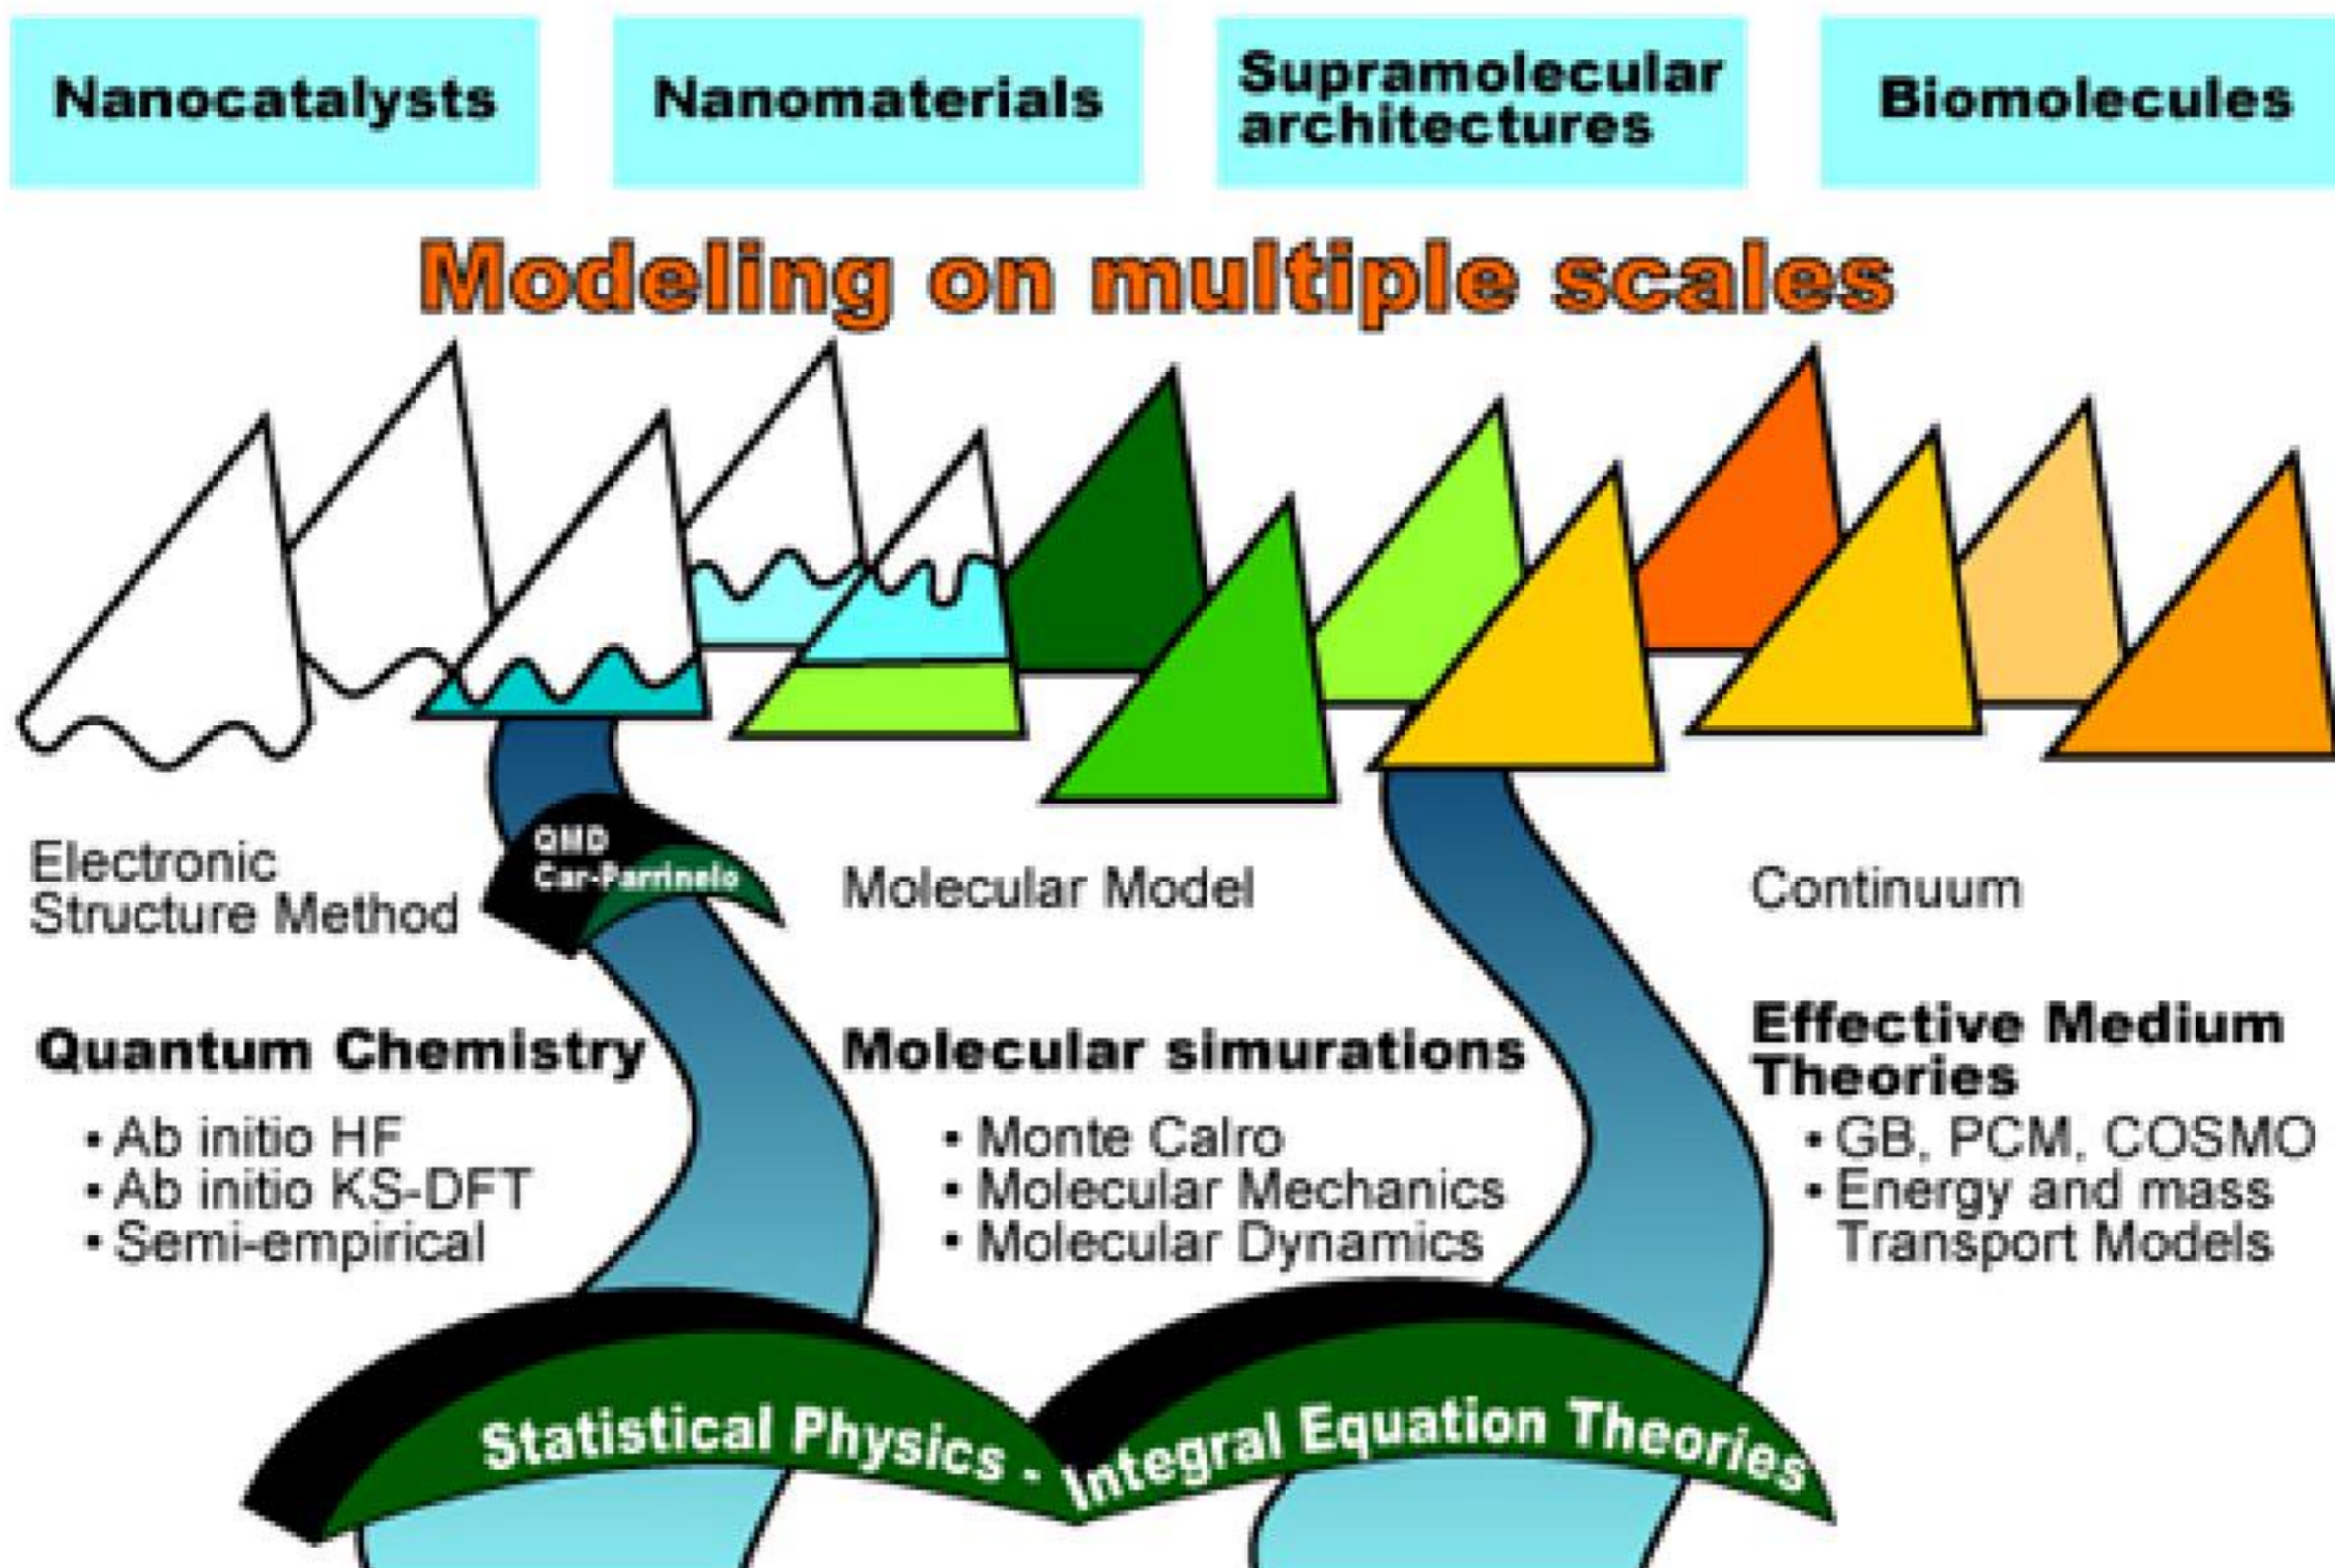 Nanocatalysts
Nanomaterials
Supramolecular
architectures
Biomolecules
Modeling on multiple scales
Electronic
Structure Method
QMD
Car-Parrinelo
Molecular Model
Continuum
Quantum Chemistry
• Ab initio HF
• Ab initio KS-DFT
• Semi-empirical
Molecular simurations
• Monte Calro
• Molecular Mechanics
• Molecular Dynamics
Effective Medium
Theories
• GB, PCM, COSMO
• Energy and mass
Transport Models
Statistical Physics - Integral Equation Theories